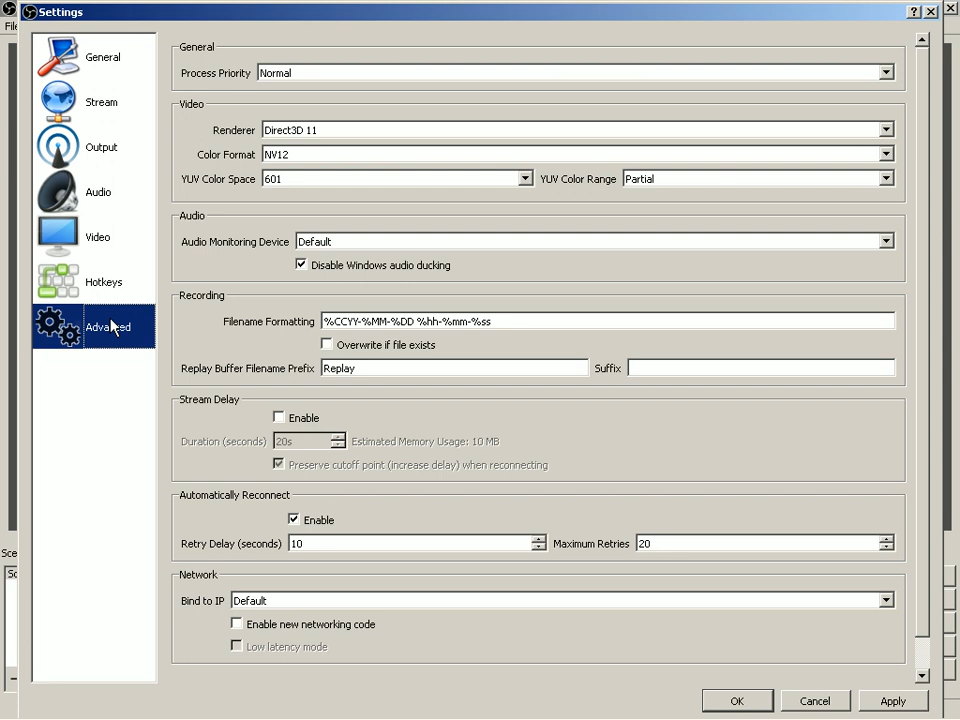 Settings
File
General
Stream
Output
Audio
Video
Hotkeys
Advanced
General
Process Priority Normal
Video
Renderer Direct3D 11
Color Format NV12
YUV Color Space 601 YUV Color Range Partial
Audio
Audio Monitoring Device Default
Disable Windows audio ducking
Recording
Filename Formatting %CCYY-%MM-%DD %hh-%mm-%ss
Overwrite if file exists
Replay Buffer Filename Prefix Replay Suffix
Stream Delay
Enable
Duration (seconds) 20s Estimated Memory Usage: 10 MB
Preserve cutoff point (increase delay) when reconnecting
Automatically Reconnect
Enable
Retry Delay (seconds) 10 Maximum Retries 20
Network
Bind to IP Default
Enable new networking code
Low latency mode
Sce
Sc
OK Cancel Apply